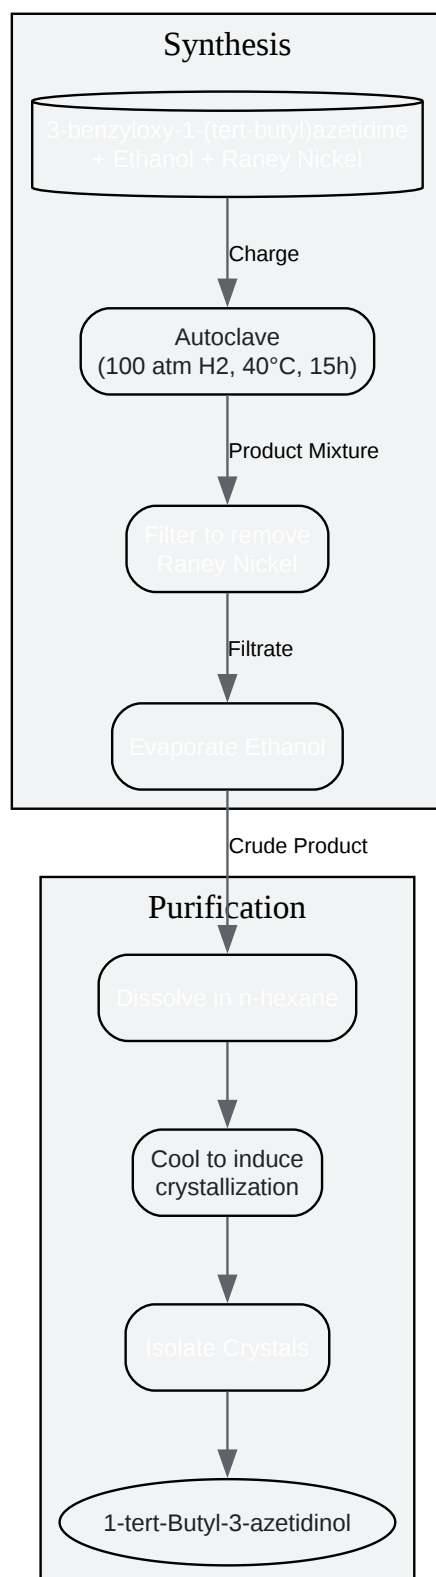 Synthesis
3-benzyloxy-1-(tert-butyl)azetidine
+ Ethanol + Raney Nickel
Charge
Autoclave
(100 atm H2, 40°C, 15h)
Product Mixture
Filter to remove
Raney Nickel
Filtrate
Evaporate Ethanol
Crude Product
Purification
Dissolve in n-hexane
Cool to induce
crystallization
Isolate Crystals
1-tert-Butyl-3-azetidinol